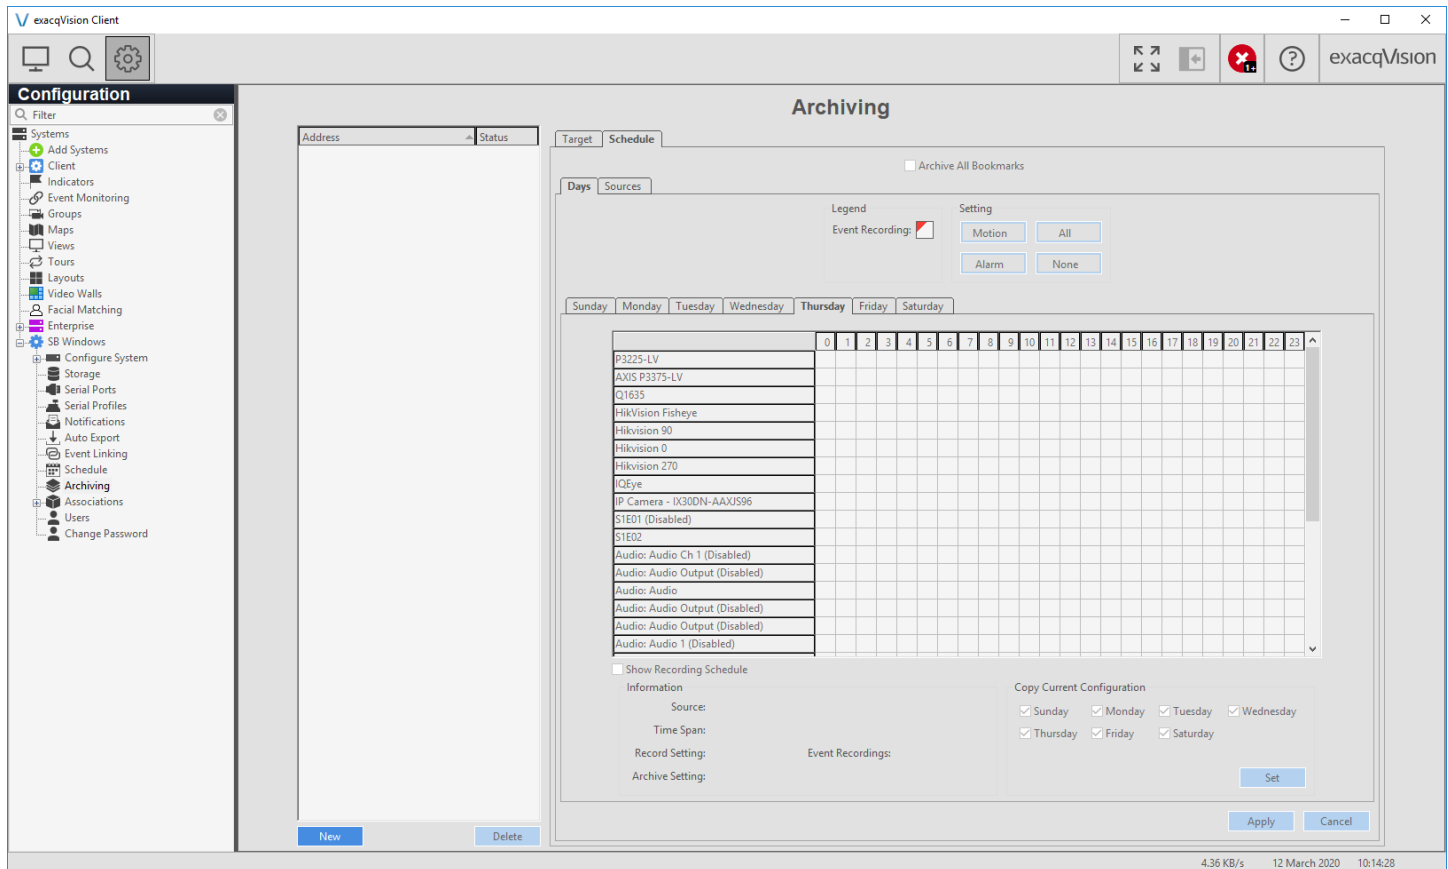 exacqVision Client
1+
exacqVision
Configuration
Filter
Systems
Add Systems
Client
Indicators
Event Monitoring
Groups
Maps
Views
Tours
Layouts
Video Walls
Facial Matching
Enterprise
SB Windows
Configure System
Storage
Serial Ports
Serial Profiles
Notifications
Auto Export
Event Linking
Schedule
Archiving
Associations
Users
Change Password
Archiving
Address Status
New Delete
Target Schedule
Archive All Bookmarks
Days Sources
Legend
Event Recording:
Setting
Motion All
Alarm None
Sunday Monday Tuesday Wednesday Thursday Friday Saturday
0 1 2 3 4 5 6 7 8 9 10 11 12 13 14 15 16 17 18 19 20 21 22 23
P3225-LV
AXIS P3375-LV
Q1635
HikVision Fisheye
Hikvision 90
Hikvision 0
Hikvision 270
IQEye
IP Camera - IX30DN-AAXJS96
S1E01 (Disabled)
S1E02
Audio: Audio Ch 1 (Disabled)
Audio: Audio Output (Disabled)
Audio: Audio
Audio: Audio Output (Disabled)
Audio: Audio Output (Disabled)
Audio: Audio 1 (Disabled)
Show Recording Schedule
Information
Source:
Time Span:
Record Setting: Event Recordings:
Archive Setting:
Copy Current Configuration
Sunday Monday Tuesday Wednesday
Thursday Friday Saturday
Set
Apply Cancel
4.36 KB/s 12 March 2020 10:14:28